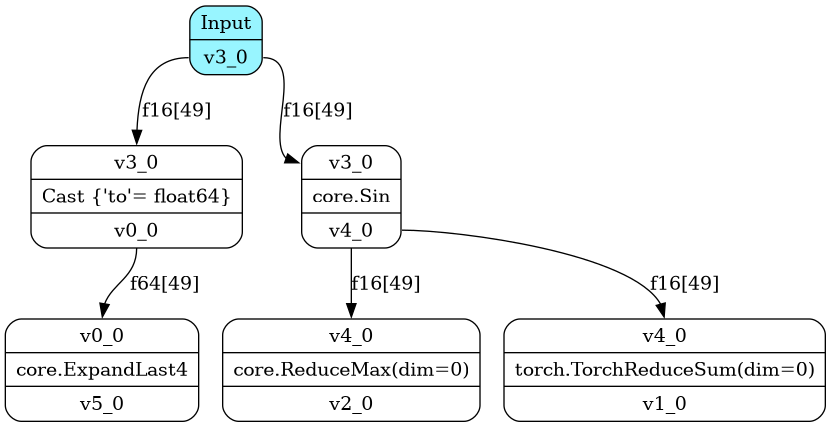 Input
v3_0
f16[49]
f16[49]
v3_0
Cast {'to'= float64}
v0_0
v3_0
core.Sin
v4_0
f64[49]
f16[49]
f16[49]
v0_0
core.ExpandLast4
v5_0
v4_0
core.ReduceMax(dim=0)
v2_0
v4_0
torch.TorchReduceSum(dim=0)
v1_0